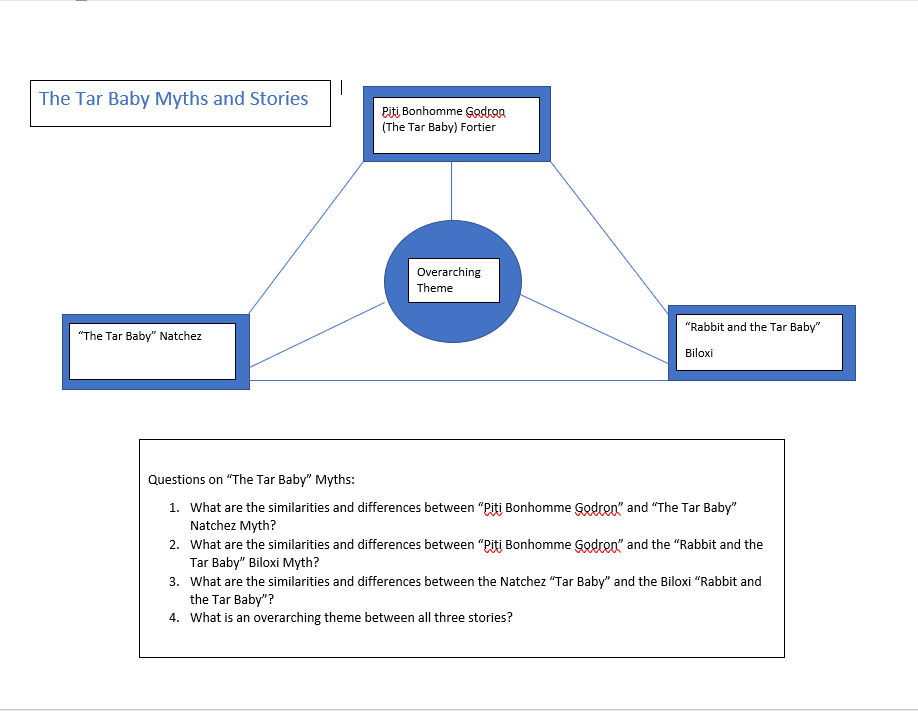 The Tar Baby Myths and Stories
Piti Bonhomme Godron
(The Tar Baby) Fortier
Overarching
Theme
“The Tar Baby” Natchez
“Rabbit and the Tar Baby”
Biloxi
Questions on “The Tar Baby” Myths:
1. What are the similarities and differences between “Piti Bonhomme Godron” and “The Tar Baby”
Natchez Myth?
2. What are the similarities and differences between “Piti Bonhomme Godron” and the “Rabbit and the
Tar Baby” Biloxi Myth?
3. What are the similarities and differences between the Natchez “Tar Baby” and the Biloxi “Rabbit and
the Tar Baby”?
4. What is an overarching theme between all three stories?